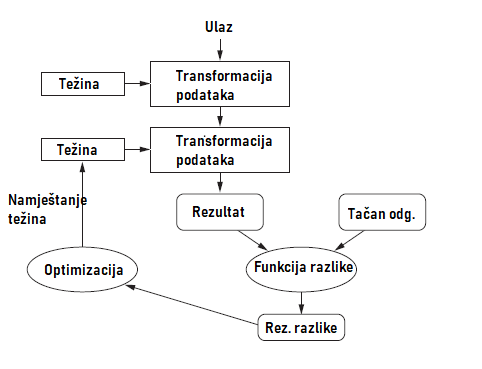 Ulaz
Težina
Transformacija
podataka
Težina
Transformacija
podataka
Namještanje
težina
Rezultat
Tačan odg.
Optimizacija
Funkcija razlike
Rez. razlike